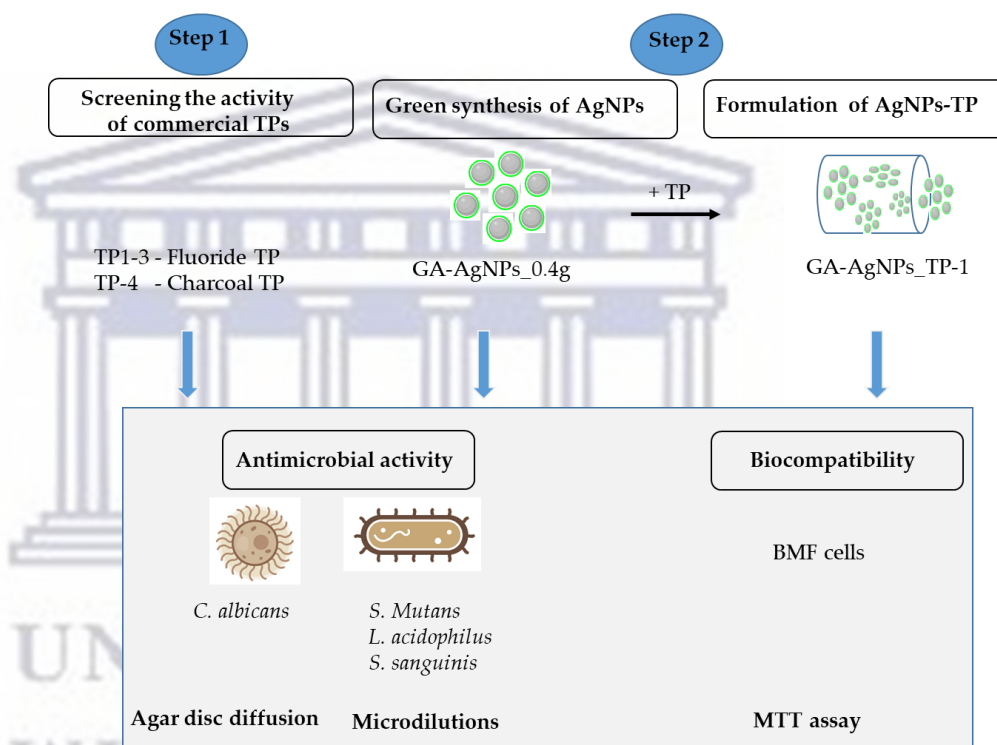 Step 1
Step 2
Screening the activity
of commercial TPs
Green synthesis of AgNPs
Formulation of AgNPs-TP
+ TP
TP1-3 - Fluoride TP
TP-4 - Charcoal TP
GA-AgNPs_0.4g
GA-AgNPs_TP-1
Antimicrobial activity
Biocompatibility
BMF cells
C. albicans
S. Mutans
L. acidophilus
S. sanguinis
Agar disc diffusion
Microdilutions
MTT assay
UN